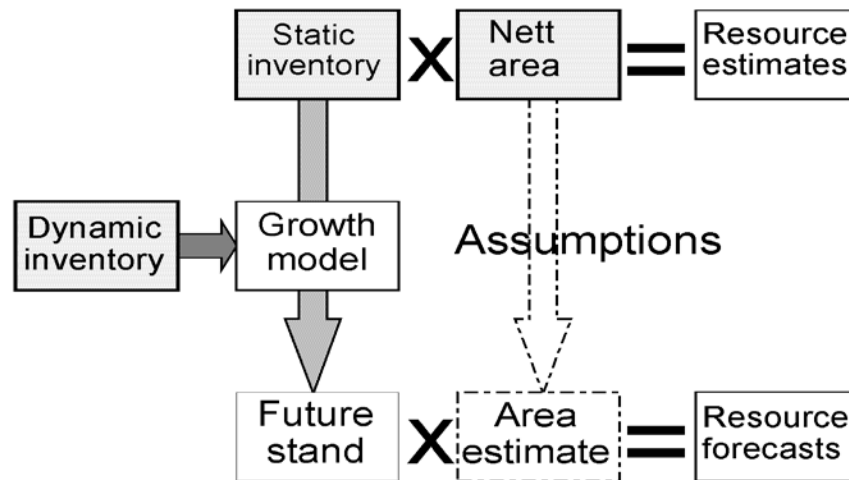 Static
inventory
X
Nett
area
=
Resource
estimates
Dynamic
inventory
Growth
model
Assumptions
Future
stand
X
Area
estimate
=
Resource
forecasts